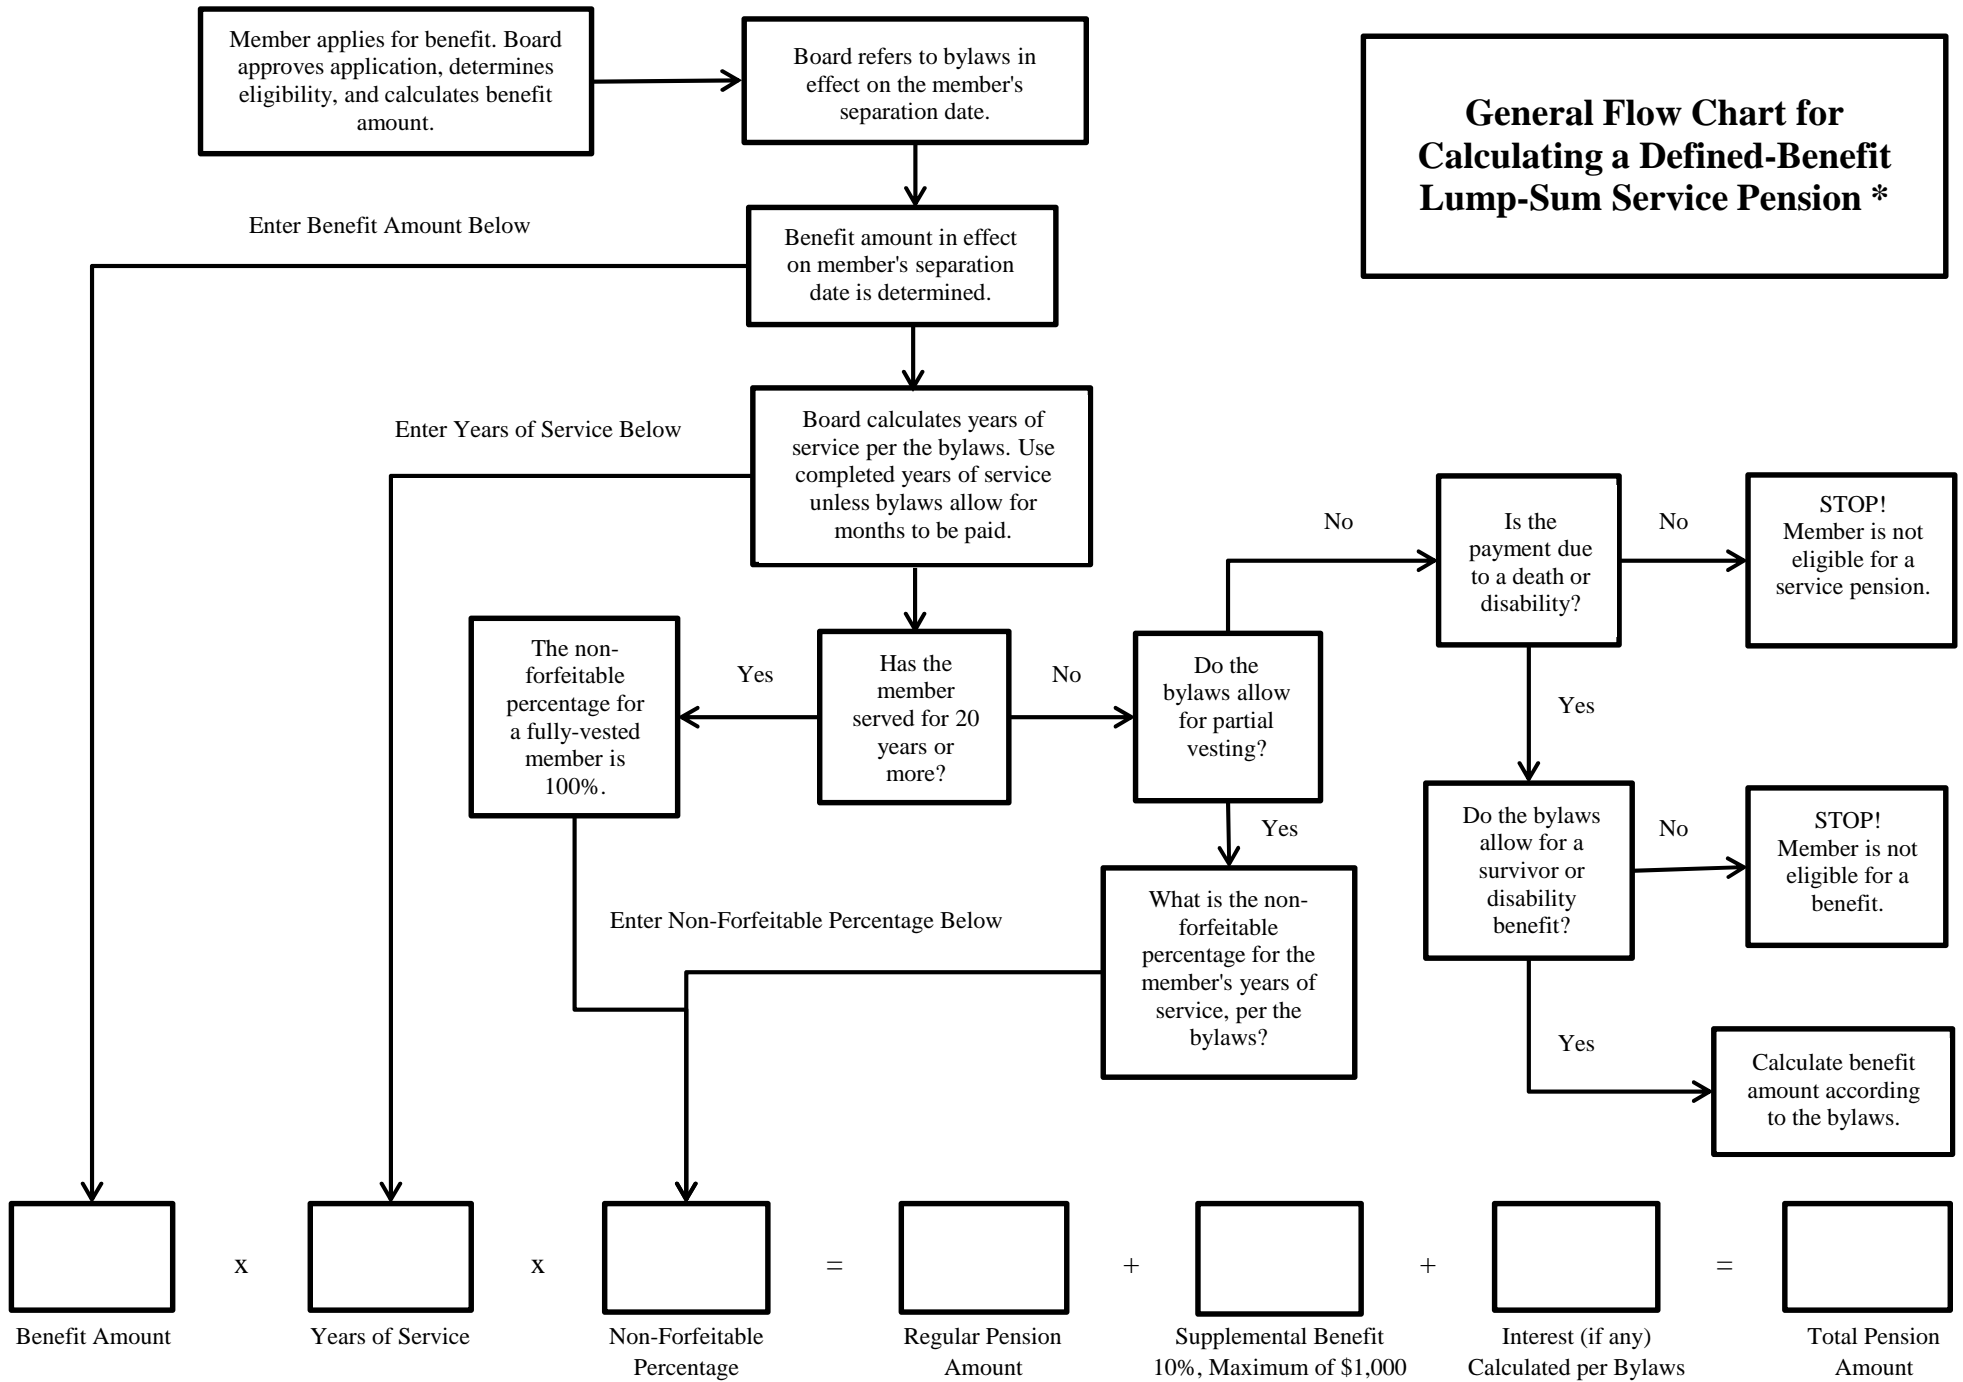 Member applies for benefit. Board
approves application, determines
eligibility, and calculates benefit
amount.
Board refers to bylaws in
effect on the member's
separation date.
General Flow Chart for
Calculating a Defined-Benefit
Lump-Sum Service Pension *
Enter Benefit Amount Below
Benefit amount in effect
on member's separation
date is determined.
Enter Years of Service Below
Board calculates years of
service per the bylaws. Use
completed years of service
unless bylaws allow for
months to be paid.
No
Is the
payment due
to a death or
disability?
No
STOP!
Member is not
eligible for a
service pension.
The non-
forfeitable
percentage for
a fully-vested
member is
100%.
Yes
Has the
member
served for 20
years or
more?
No
Do the
bylaws allow
for partial
vesting?
Yes
Yes
Do the bylaws
allow for a
survivor or
disability
benefit?
No
STOP!
Member is not
eligible for a
benefit.
Enter Non-Forfeitable Percentage Below
What is the non-
forfeitable
percentage for the
member's years of
service, per the
bylaws?
Yes
Calculate benefit
amount according
to the bylaws.
x
x
=
+
+
=
Benefit Amount
Years of Service
Non-Forfeitable
Percentage
Regular Pension
Amount
Supplemental Benefit
10%, Maximum of $1,000
Interest (if any)
Calculated per Bylaws
Total Pension
Amount